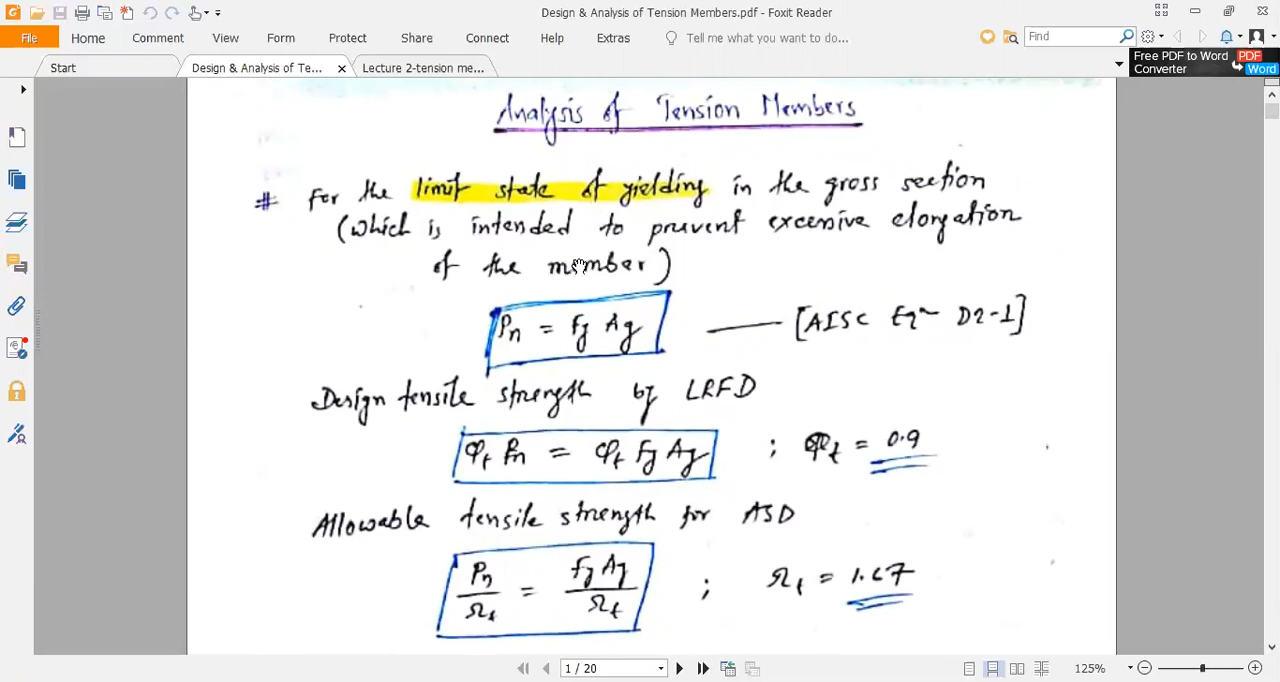 Design & Analysis of Tension Members.pdf - Foxit Reader
File Home Comment View Form Protect Share Connect Help Extras Tell me what you want to do... Find
Free PDF to Word Converter PDF Word
Start Design & Analysis of Te... Lecture 2-tension me...
Analysis of Tension Members
# For the limit state of yielding in the gross section
(which is intended to prevent excessive elongation
of the member)
Pn = Fy Ag —— [AISC Eqn D2-1]
Design tensile strength by LRFD
φt Pn = φt Fy Ag ; φt = 0.9
Allowable tensile strength for ASD
Pn/Ωt = Fy Ag/Ωt ; Ωt = 1.67
1 / 20 125%